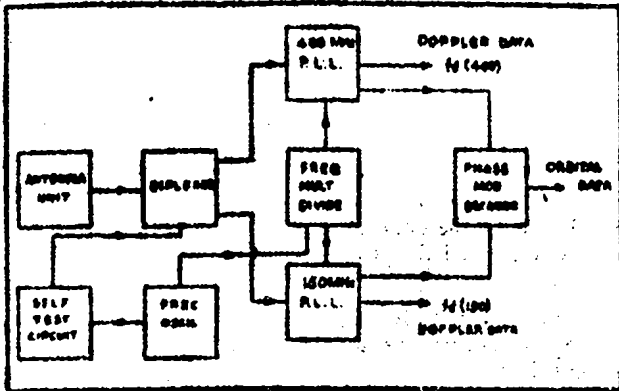 400 MHz
P.L.L.
DOPPLER DATA
fd (400)
ANTENNA
UNIT
DIPLEXER
FREQ
MULT
DIVIDE
PHASE
MOD
DECODER
ORBITAL
DATA
SELF
TEST
CIRCUIT
FREQ
OSCIL
150MHz
P.L.L.
fd (150)
DOPPLER DATA